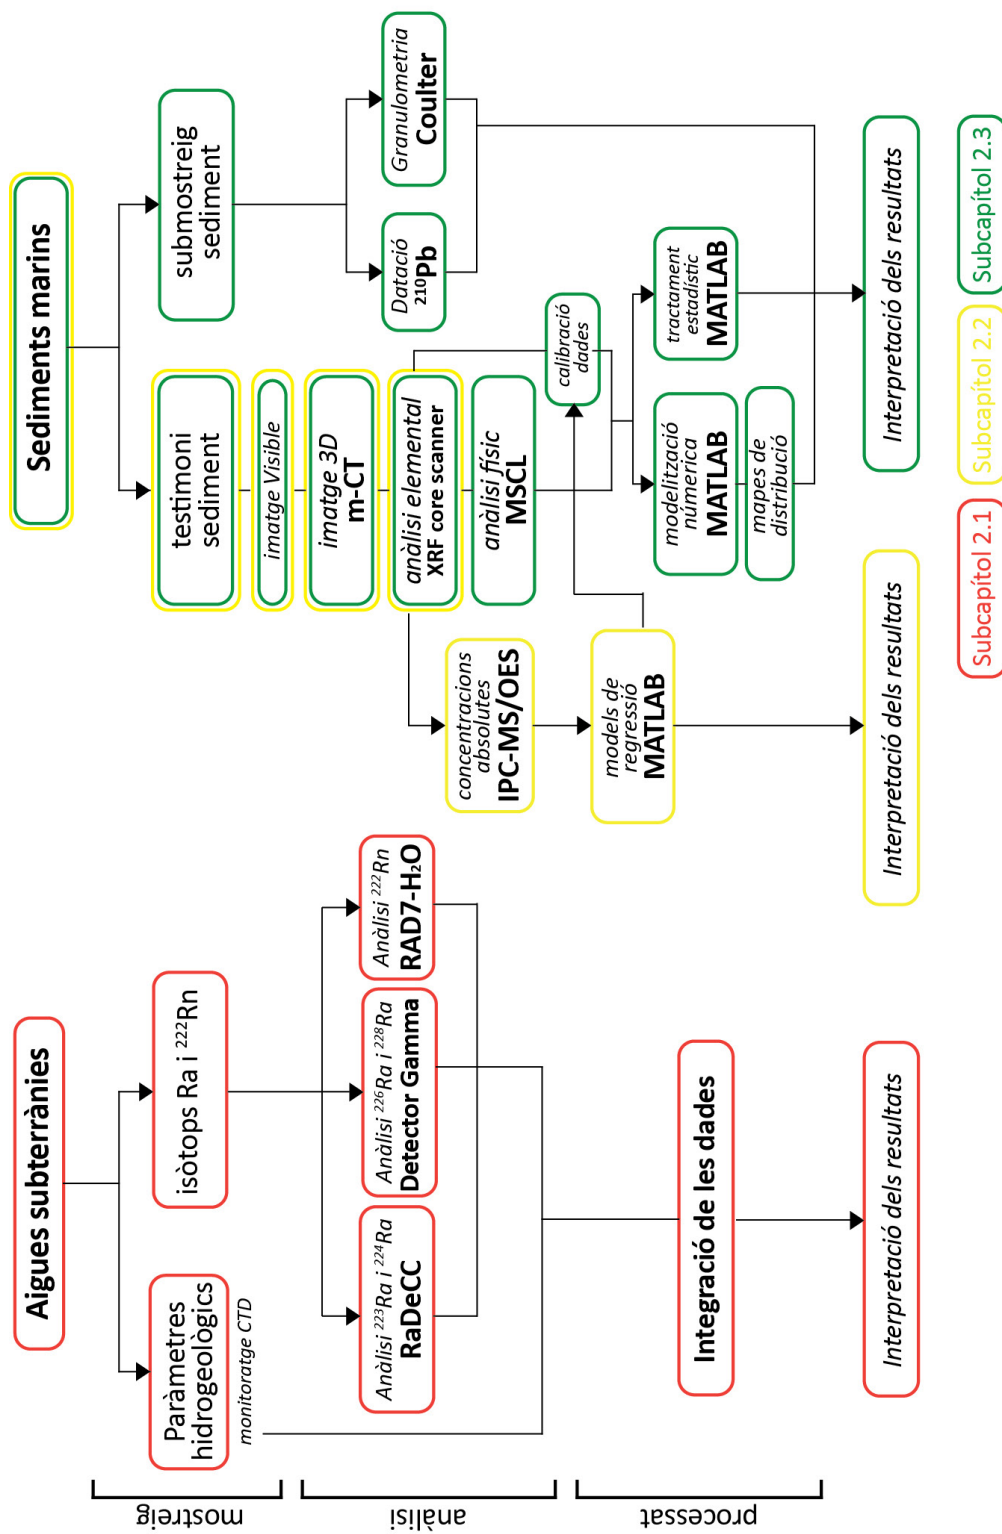 Aigues subterrànies
Paràmetres
hidrogeològics
monitoratge CTD
isòtops Ra i ²²²Rn
Anàlisi ²²³Ra i ²²⁴Ra
RaDeCC
Anàlisi ²²⁶Ra i ²²⁸Ra
Detector Gamma
Anàlisi ²²²Rn
RAD7-H₂O
Integració de les dades
Interpretació dels resultats
Sediments marins
testimoni
sediment
submostreig
sediment
imatge Visible
imatge 3D
m-CT
anàlisi elemental
XRF core scanner
anàlisi físic
MSCL
Datació
²¹⁰Pb
Granulometria
Coulter
concentracions
absolutes
IPC-MS/OES
models de
regressió
MATLAB
calibració
dades
modelització
númerica
MATLAB
mapes de
distribució
tractament
estadístic
MATLAB
Interpretació dels resultats
Interpretació dels resultats
mostreig
anàlisi
processat
Subcapítol 2.1
Subcapítol 2.2
Subcapítol 2.3